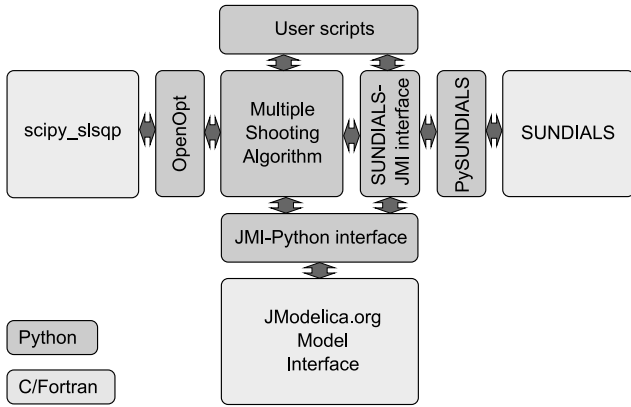 User scripts
scipy_slsqp
OpenOpt
Multiple
Shooting
Algorithm
SUNDIALS-
JMI interface
PySUNDIALS
SUNDIALS
JMI-Python interface
JModelica.org
Model
Interface
Python
C/Fortran